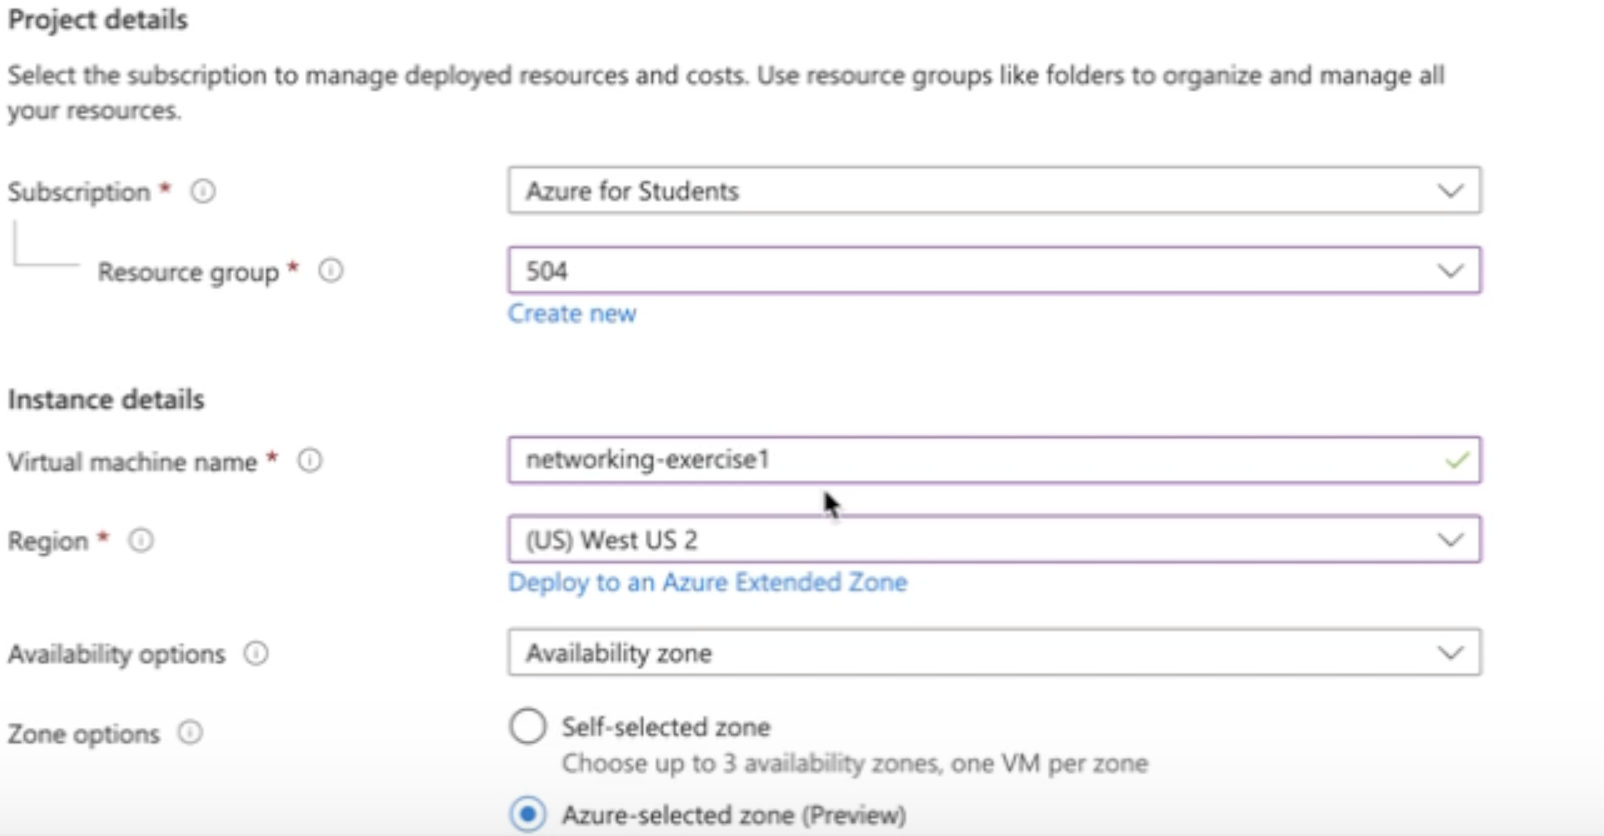 Project details
Select the subscription to manage deployed resources and costs. Use resource groups like folders to organize and manage all
your resources.
Subscription *
Azure for Students
Resource group *
504
Create new
Instance details
Virtual machine name *
networking-exercise1
Region *
(US) West US 2
Deploy to an Azure Extended Zone
Availability options
Availability zone
Zone options
Self-selected zone
Choose up to 3 availability zones, one VM per zone
Azure-selected zone (Preview)